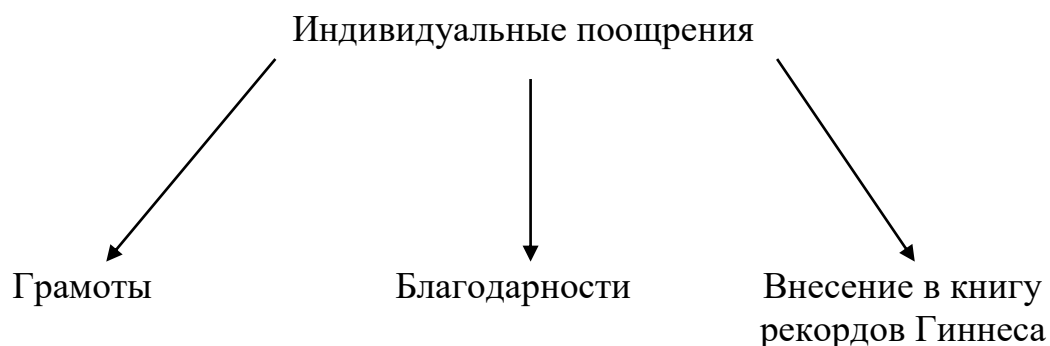 Индивидуальные поощрения
Грамоты
Благодарности
Внесение в книгу
рекордов Гиннеса